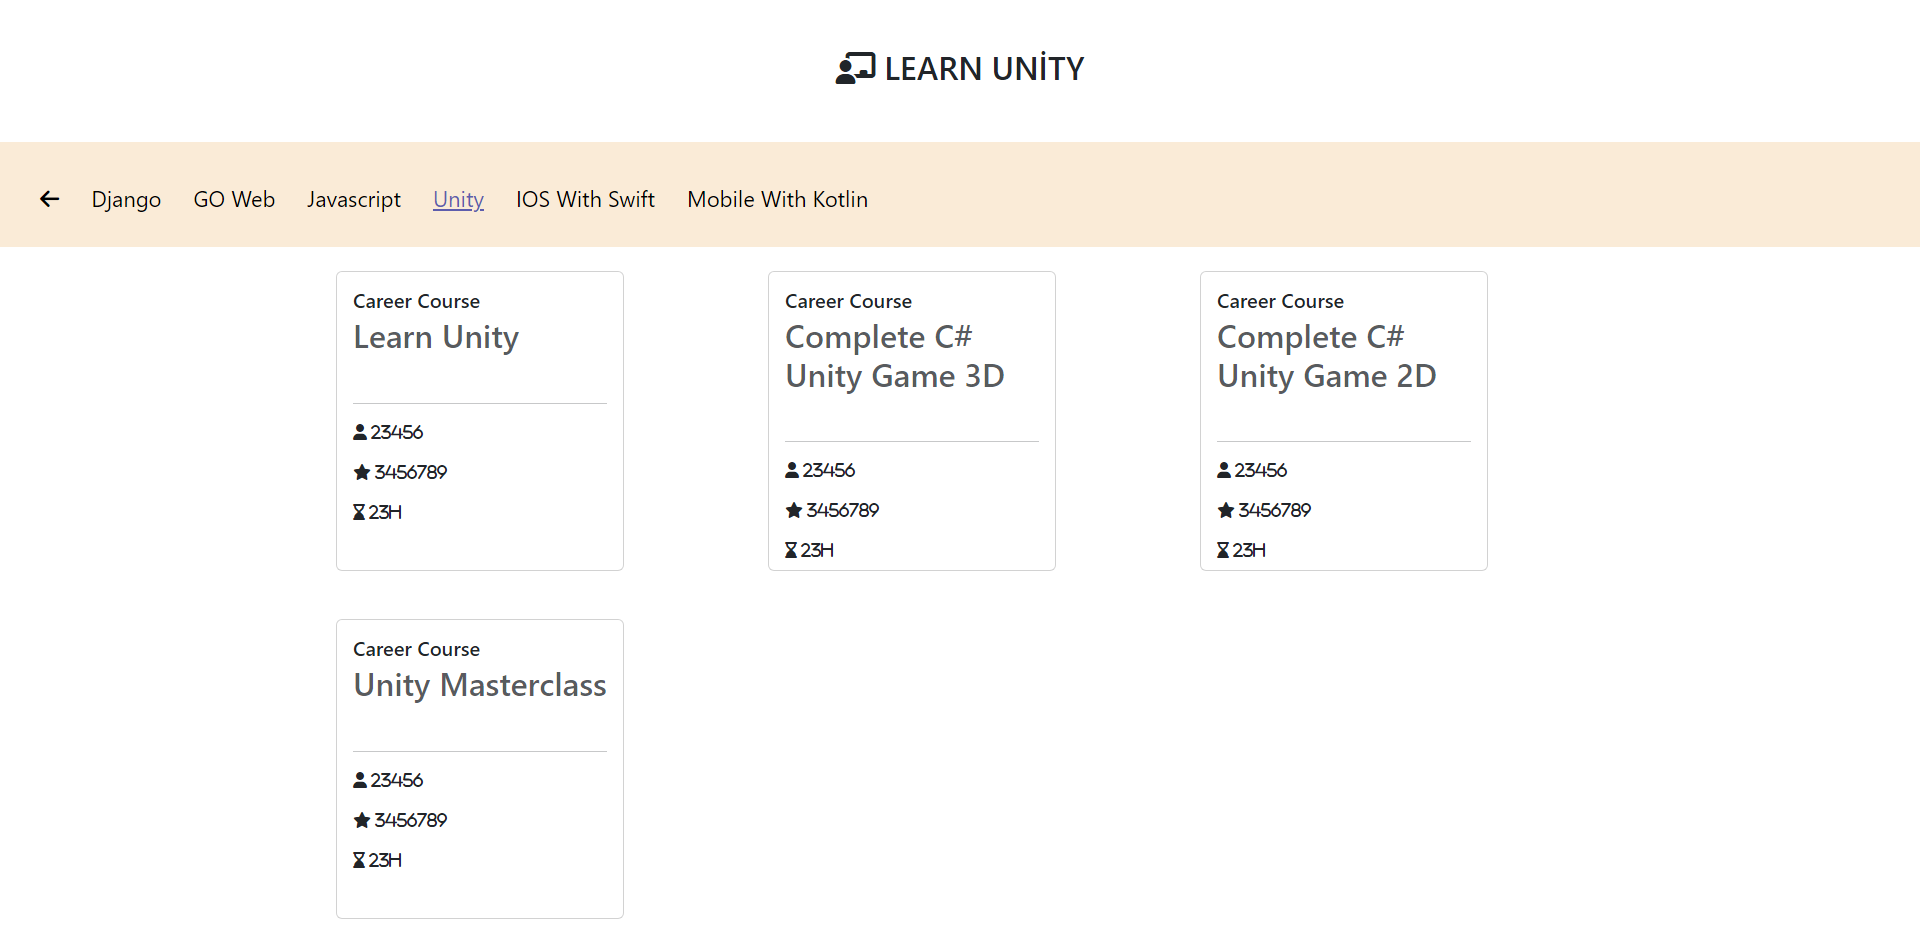 LEARN UNİTY
Django GO Web Javascript Unity IOS With Swift Mobile With Kotlin
Career Course
Learn Unity
23456
3456789
23H
Career Course
Complete C#
Unity Game 3D
23456
3456789
23H
Career Course
Complete C#
Unity Game 2D
23456
3456789
23H
Career Course
Unity Masterclass
23456
3456789
23H